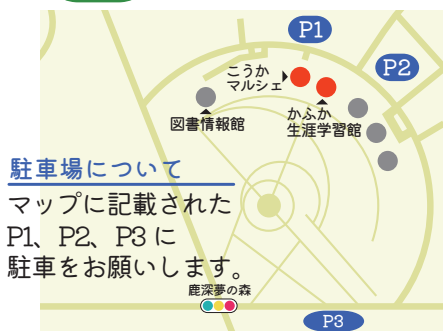 P1
P2
こうか
マルシェ
図書情報館
かふか
生涯学習館
駐車場について
マップに記載された
P1、P2、P3 に
駐車をお願いします。
鹿深夢の森
P3